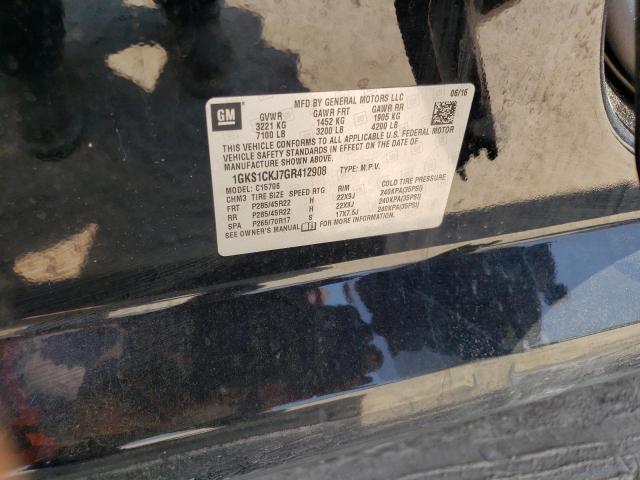 GM
MFD BY GENERAL MOTORS LLC 06/16
GVWR GAWR FRT GAWR RR
3221 KG 1452 KG 1905 KG
7100 LB 3200 LB 4200 LB
THIS VEHICLE CONFORMS TO ALL APPLICABLE U.S. FEDERAL MOTOR
VEHICLE SAFETY STANDARDS IN EFFECT ON THE DATE OF
MANUFACTURE SHOWN ABOVE.
1GKS1CKJ7GR412908 TYPE: M.P.V.
MODEL: C15706
CHM3 TIRE SIZE SPEED RTG RIM COLD TIRE PRESSURE
FRT P285/45R22 H 22X9J 240KPA(35PSI)
RR P285/45R22 H 22X9J 240KPA(35PSI)
SPA P265/70R17 S 17X7.5J 240KPA(35PSI)
SEE OWNER'S MANUAL FOR ADDITIONAL INFORMATION.